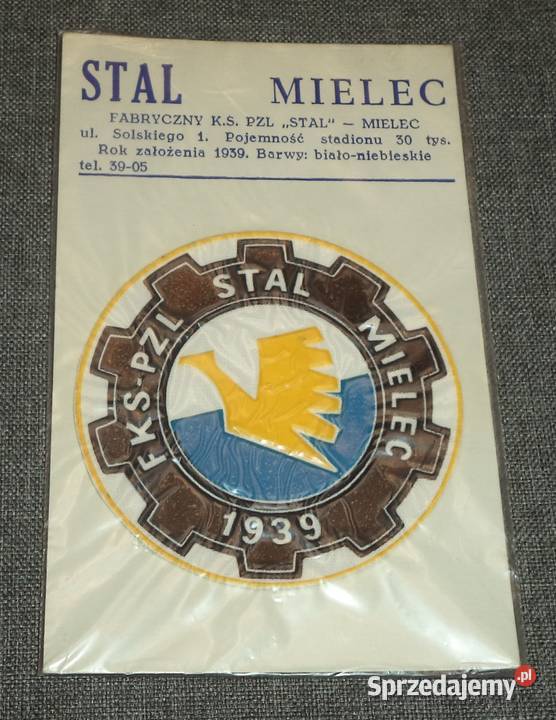 STAL MIELEC
FABRYCZNY K.S. PZL „STAL" — MIELEC
ul. Solskiego 1. Pojemność stadionu 30 tys.
Rok założenia 1939. Barwy: biało-niebieskie
tel. 39-05
FKS-PZL STAL MIELEC
1939
Sprzedajemy.pl